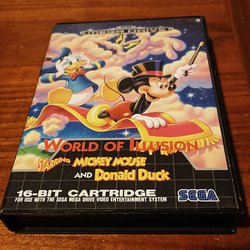 MEGA DRIVE
WORLD OF ILLUSION
STARRING MICKEY MOUSE
AND Donald Duck
16-BIT CARTRIDGE
SEGA
FOR USE WITH THE SEGA MEGA DRIVE VIDEO ENTERTAINMENT SYSTEM